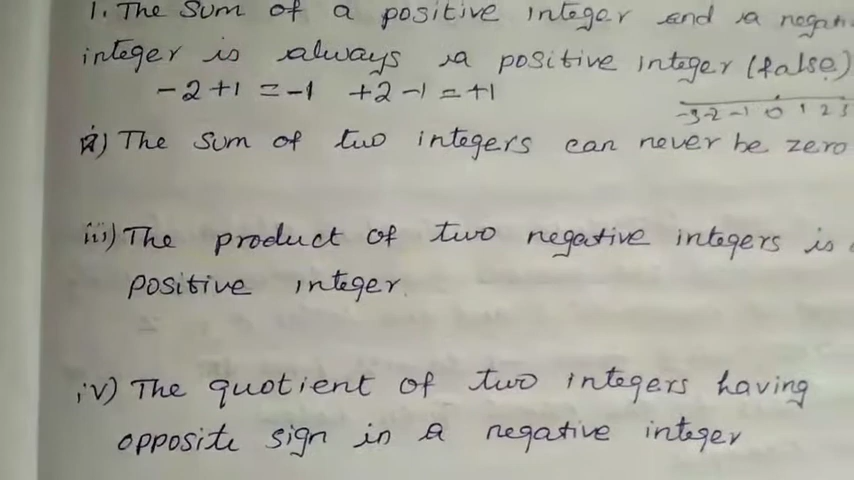 1. The Sum of a positive integer and a negati
integer is always a positive integer (false)
-2+1 = -1 +2-1 = +1
-3 -2 -1 0 1 2 3
ii) The sum of two integers can never be zero
iii) The product of two negative integers is a
positive integer.
iv) The quotient of two integers having
opposite sign in a negative integer